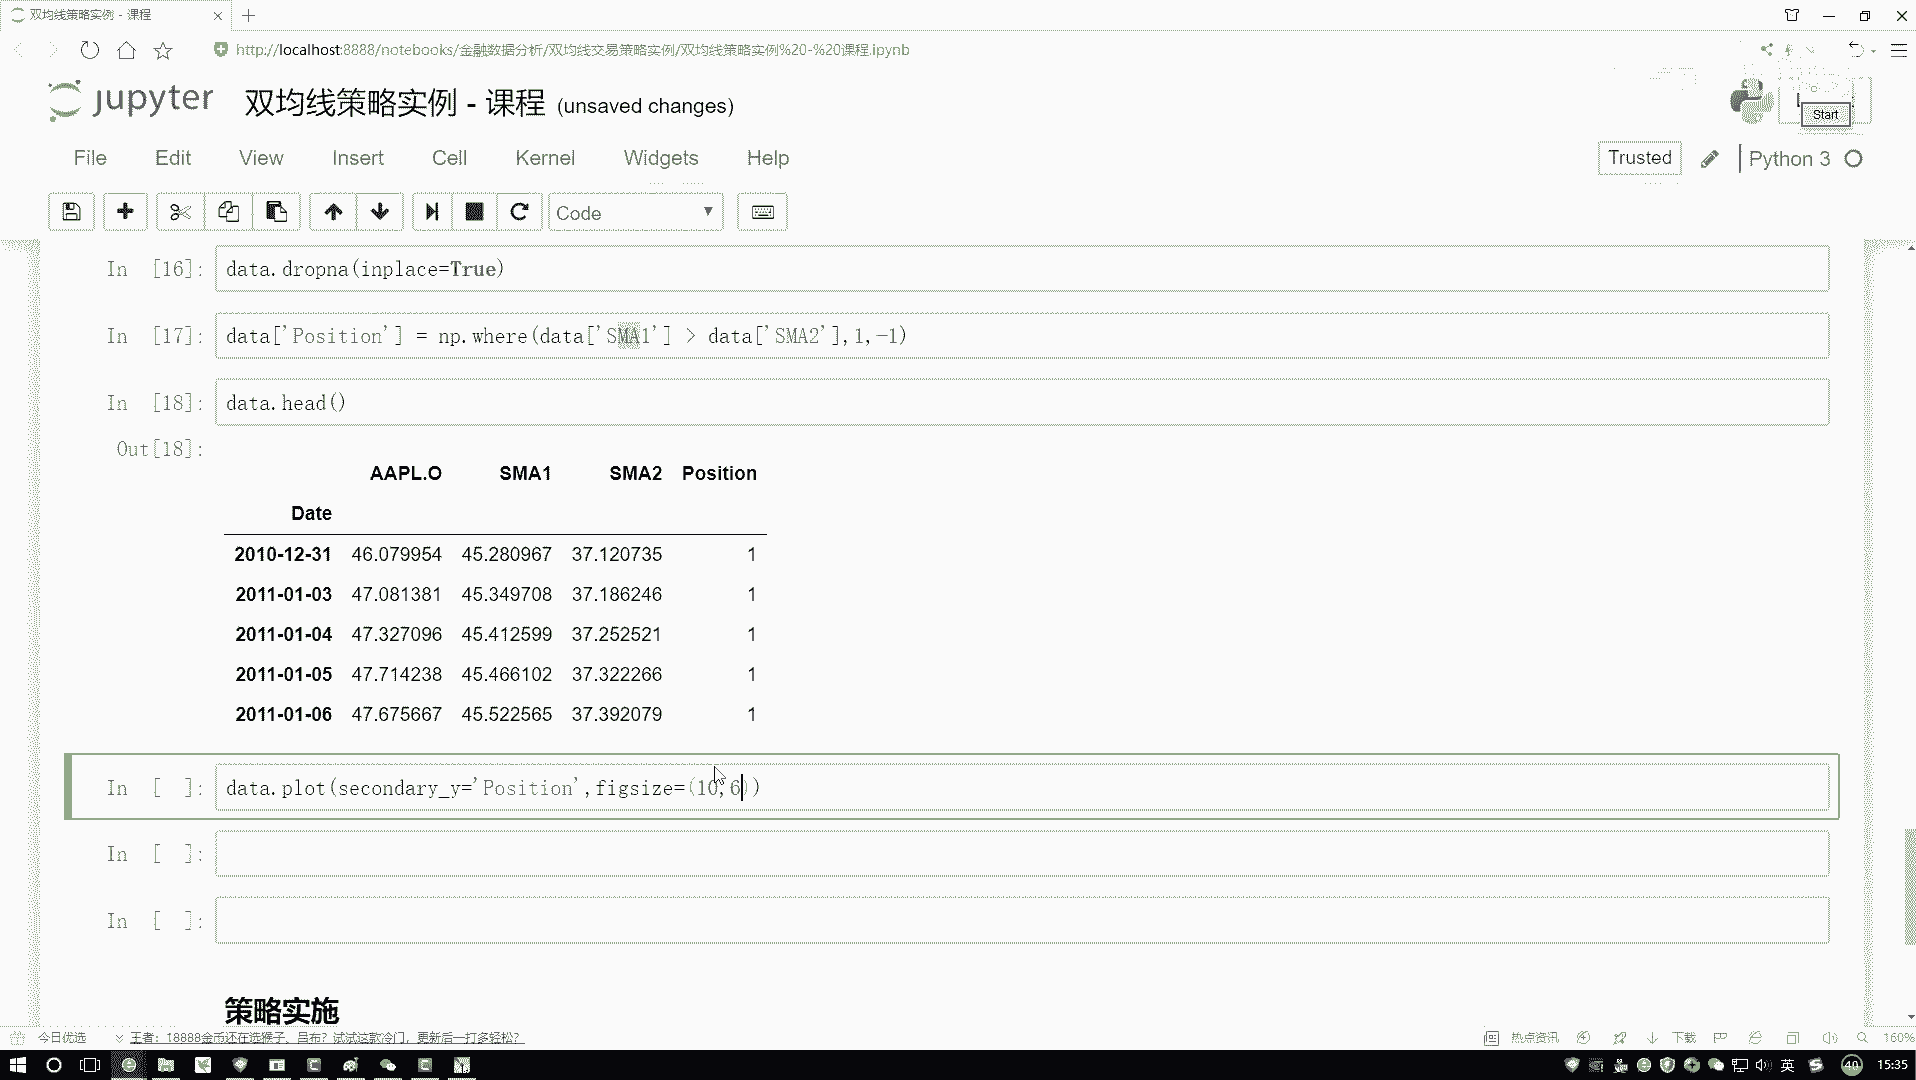 双均线策略实例 - 课程
http://localhost:8888/notebooks/金融数据分析/双均线交易策略实例/双均线策略实例%20-%20课程.ipynb
jupyter 双均线策略实例 - 课程 (unsaved changes)
Start
File Edit View Insert Cell Kernel Widgets Help
Trusted
Python 3
Code
In [16]: data.dropna(inplace=True)
In [17]: data['Position'] = np.where(data['SMA1'] > data['SMA2'],1,-1)
In [18]: data.head()
Out[18]:
AAPL.O SMA1 SMA2 Position
Date
2010-12-31 46.079954 45.280967 37.120735 1
2011-01-03 47.081381 45.349708 37.186246 1
2011-01-04 47.327096 45.412599 37.252521 1
2011-01-05 47.714238 45.466102 37.322266 1
2011-01-06 47.675667 45.522565 37.392079 1
In [ ]: data.plot(secondary_y='Position',figsize=(10,6))
In [ ]:
In [ ]:
策略实施
今日优选 王者：18888金币还在选猴子、吕布？试试这款冷门，更新后一打多轻松？ 热点资讯 下载 160%
英 40 15:35